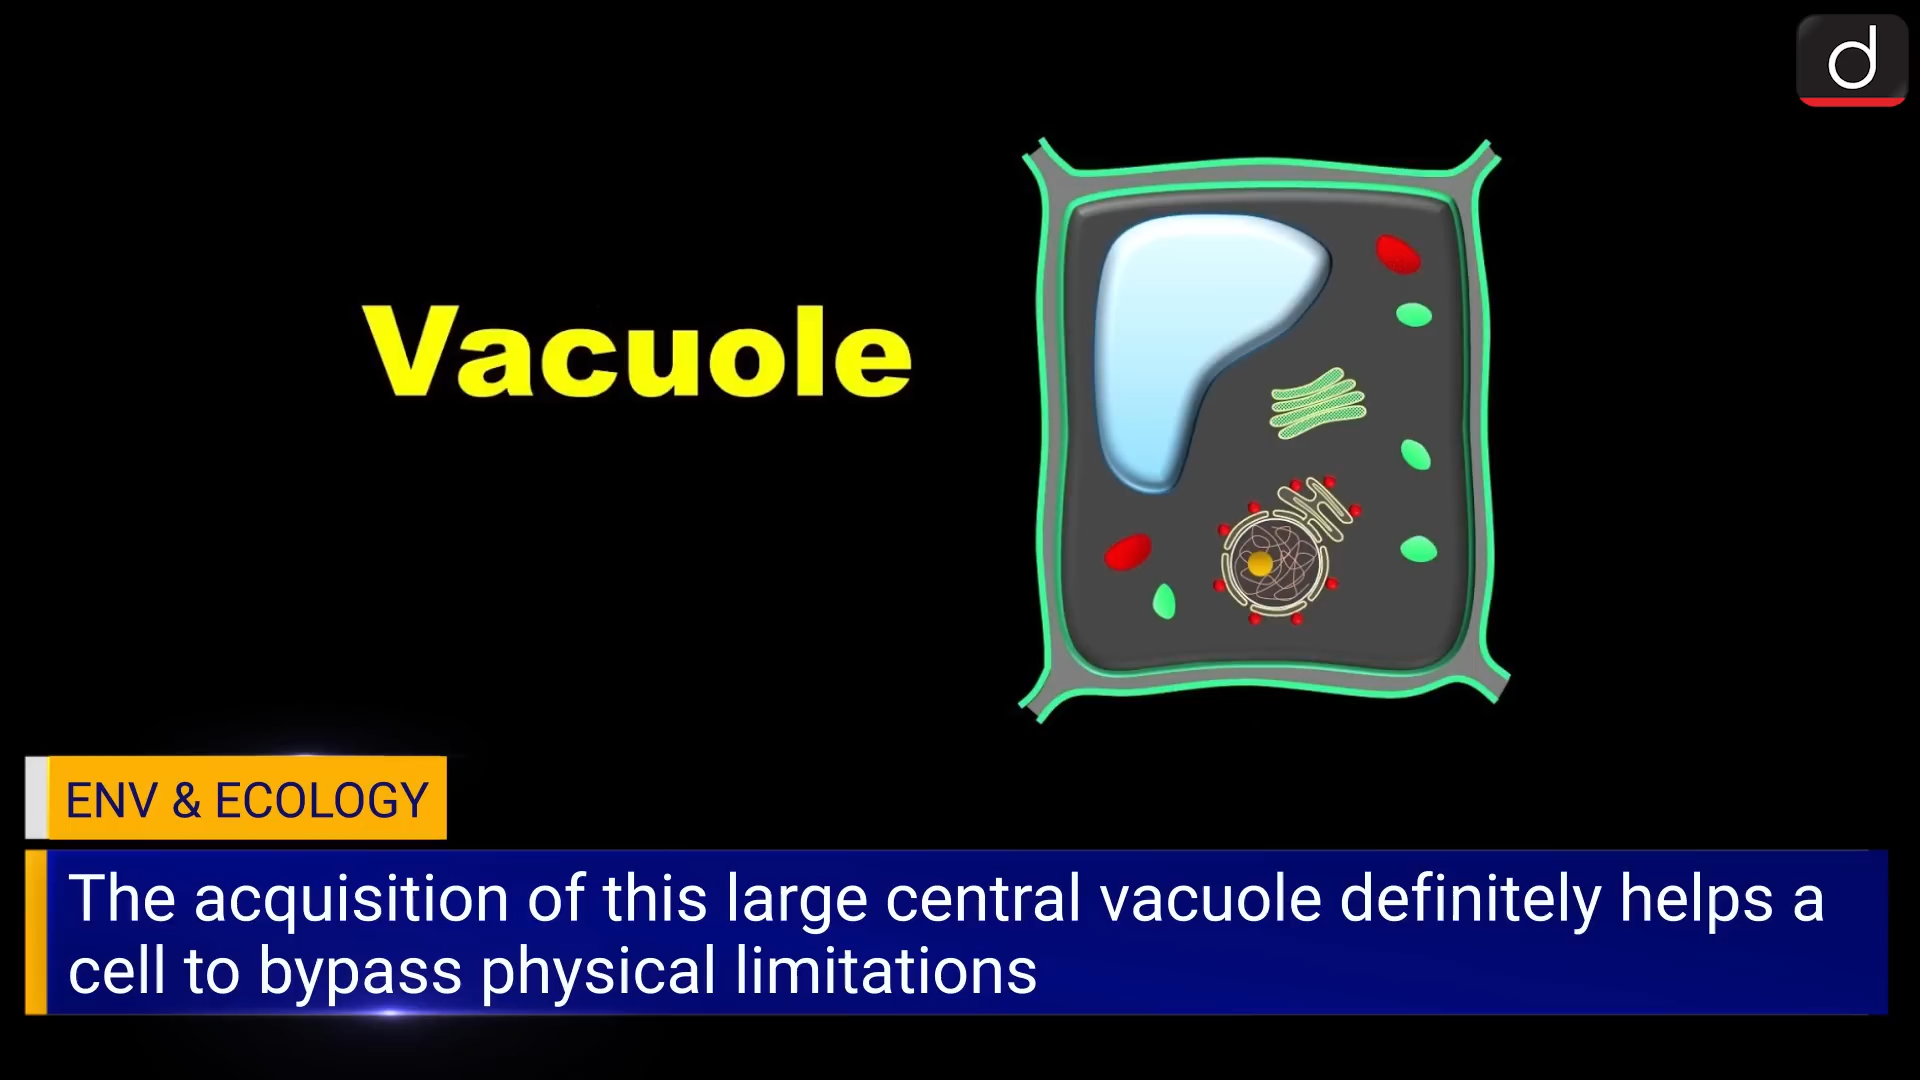 d
Vacuole
ENV & ECOLOGY
The acquisition of this large central vacuole definitely helps a
cell to bypass physical limitations